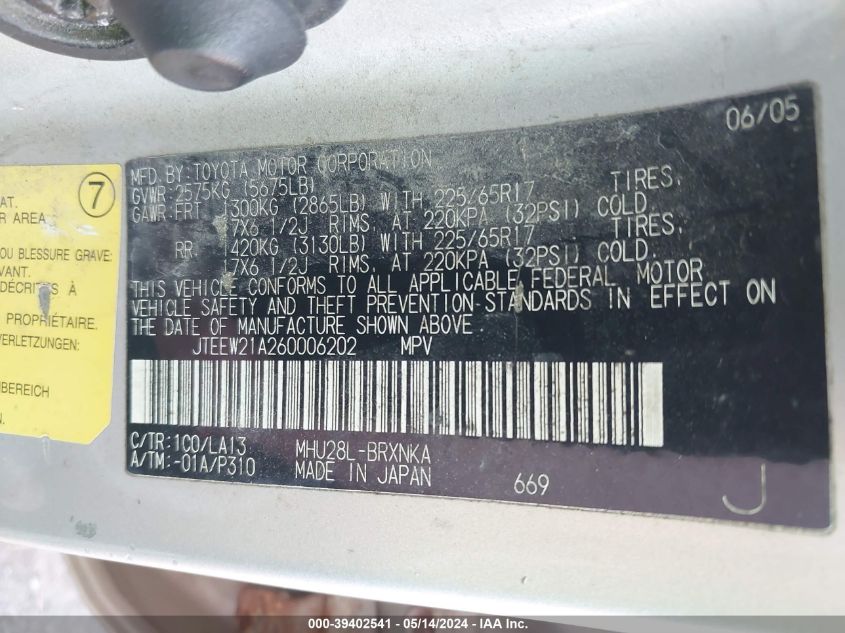 7
AT.
R AREA
OU BLESSURE GRAVE
VANT.
DÉCRITES À
PROPRIÉTAIRE.
VERLETZUNGEN:
BEREICH
N.
06/05
MFD. BY: TOYOTA MOTOR CORPORATION
GVWR: 2575KG (5675LB)
GAWR: FRT 1300KG (2865LB) WITH 225/65R17 TIRES,
17X6 1/2J RIMS, AT 220KPA (32PSI) COLD.
RR. 1420KG (3130LB) WITH 225/65R17 TIRES,
17X6 1/2J RIMS, AT 220KPA (32PSI) COLD.
THIS VEHICLE CONFORMS TO ALL APPLICABLE FEDERAL MOTOR
VEHICLE SAFETY AND THEFT PREVENTION STANDARDS IN EFFECT ON
THE DATE OF MANUFACTURE SHOWN ABOVE.
JTEEW21A260006202 MPV
C/TR: 1C0/LA13 MHU28L-BRXNKA
A/TM: -01A/P310 MADE IN JAPAN 669
J
MHU-39402541 - 05/14/2024 - IAA Inc.